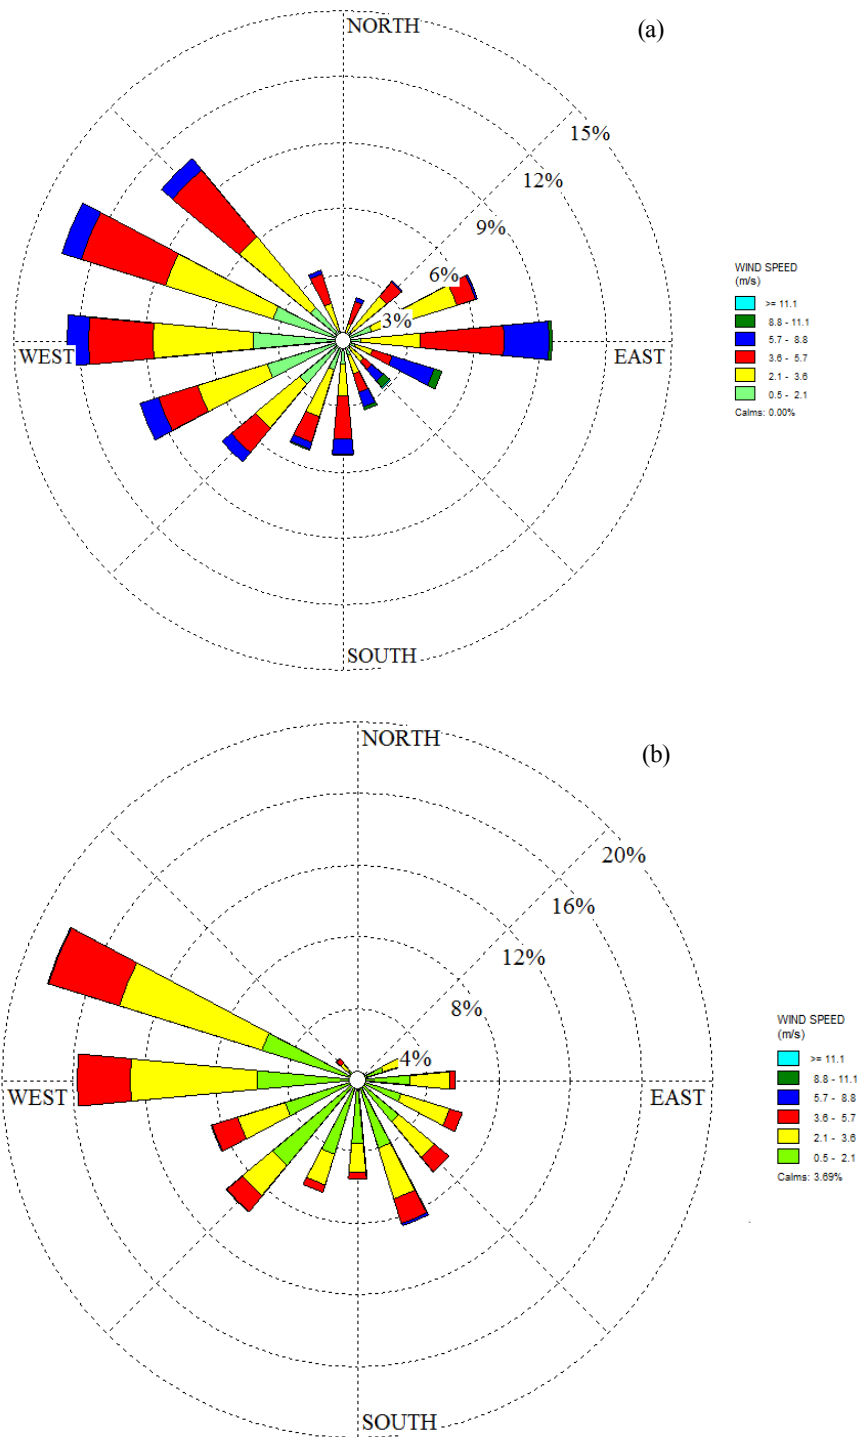 NORTH
(a)
15%
12%
9%
6%
3%
WEST
EAST
SOUTH
WIND SPEED
(m/s)
>= 11.1
8.8 - 11.1
5.7 - 8.8
3.6 - 5.7
2.1 - 3.6
0.5 - 2.1
Calms: 0.00%
NORTH
(b)
20%
16%
12%
8%
4%
WEST
EAST
SOUTH
WIND SPEED
(m/s)
>= 11.1
8.8 - 11.1
5.7 - 8.8
3.6 - 5.7
2.1 - 3.6
0.5 - 2.1
Calms: 3.69%